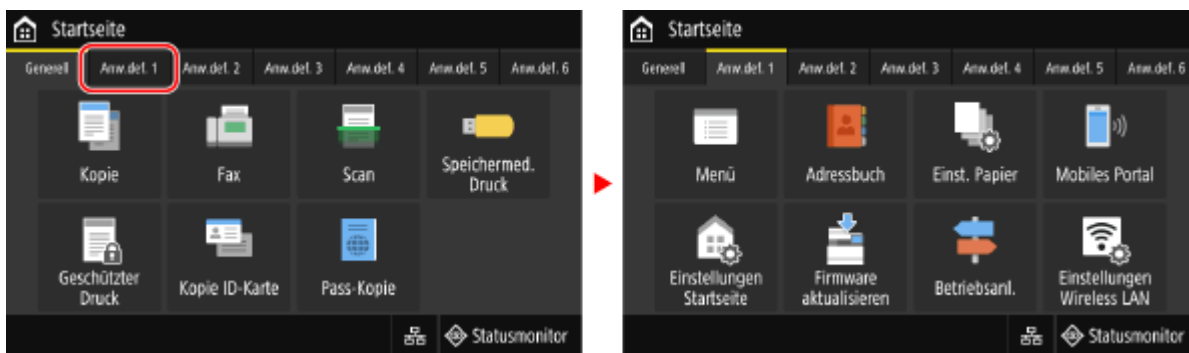 Startseite
Generell Anw.def. 1 Anw.def. 2 Anw.def. 3 Anw.def. 4 Anw.def. 5 Anw.def. 6
Kopie Fax Scan Speichermed.
Druck
Geschützter
Druck Kopie ID-Karte Pass-Kopie
Statusmonitor
Startseite
Generell Anw.def. 1 Anw.def. 2 Anw.def. 3 Anw.def. 4 Anw.def. 5 Anw.def. 6
Menü Adressbuch Einst. Papier Mobiles Portal
Einstellungen
Startseite Firmware
aktualisieren Betriebsanl. Einstellungen
Wireless LAN
Statusmonitor